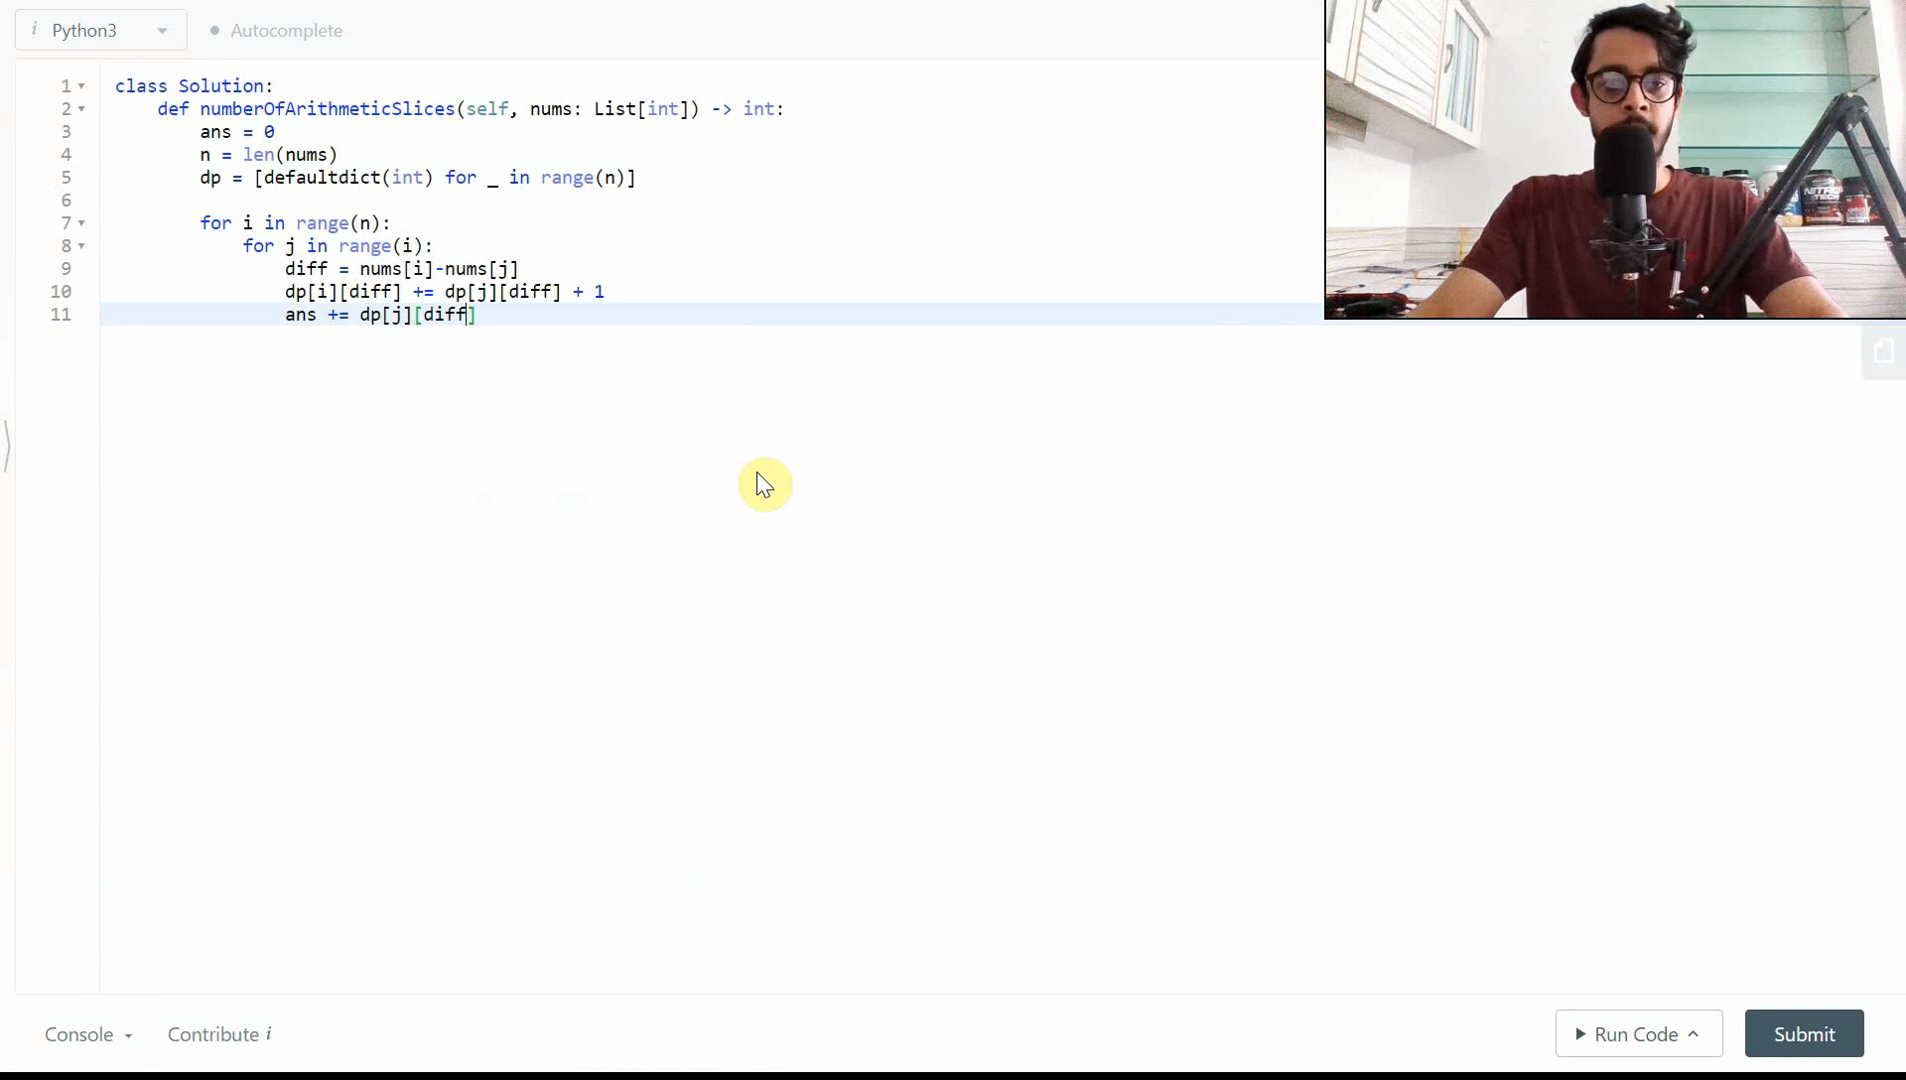 i Python3 Autocomplete
1 class Solution:
2 def numberOfArithmeticSlices(self, nums: List[int]) -> int:
3 ans = 0
4 n = len(nums)
5 dp = [defaultdict(int) for _ in range(n)]
6
7 for i in range(n):
8 for j in range(i):
9 diff = nums[i]-nums[j]
10 dp[i][diff] += dp[j][diff] + 1
11 ans += dp[j][diff]
NITRO
TECH
Console Contribute i Run Code Submit